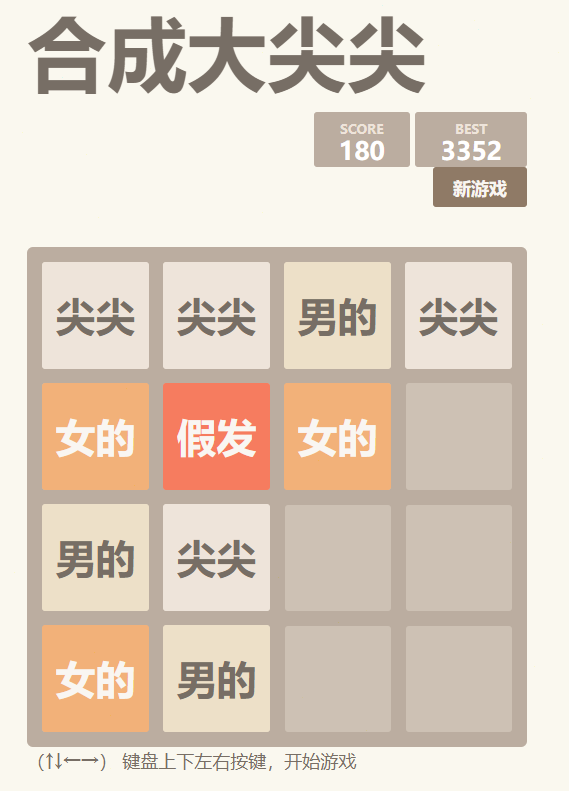 合成大尖尖
SCORE BEST
180 3352
新游戏
尖尖 尖尖 男的 尖尖
女的 假发 女的
男的 尖尖
女的 男的
(↑↓←→) 键盘上下左右按键，开始游戏